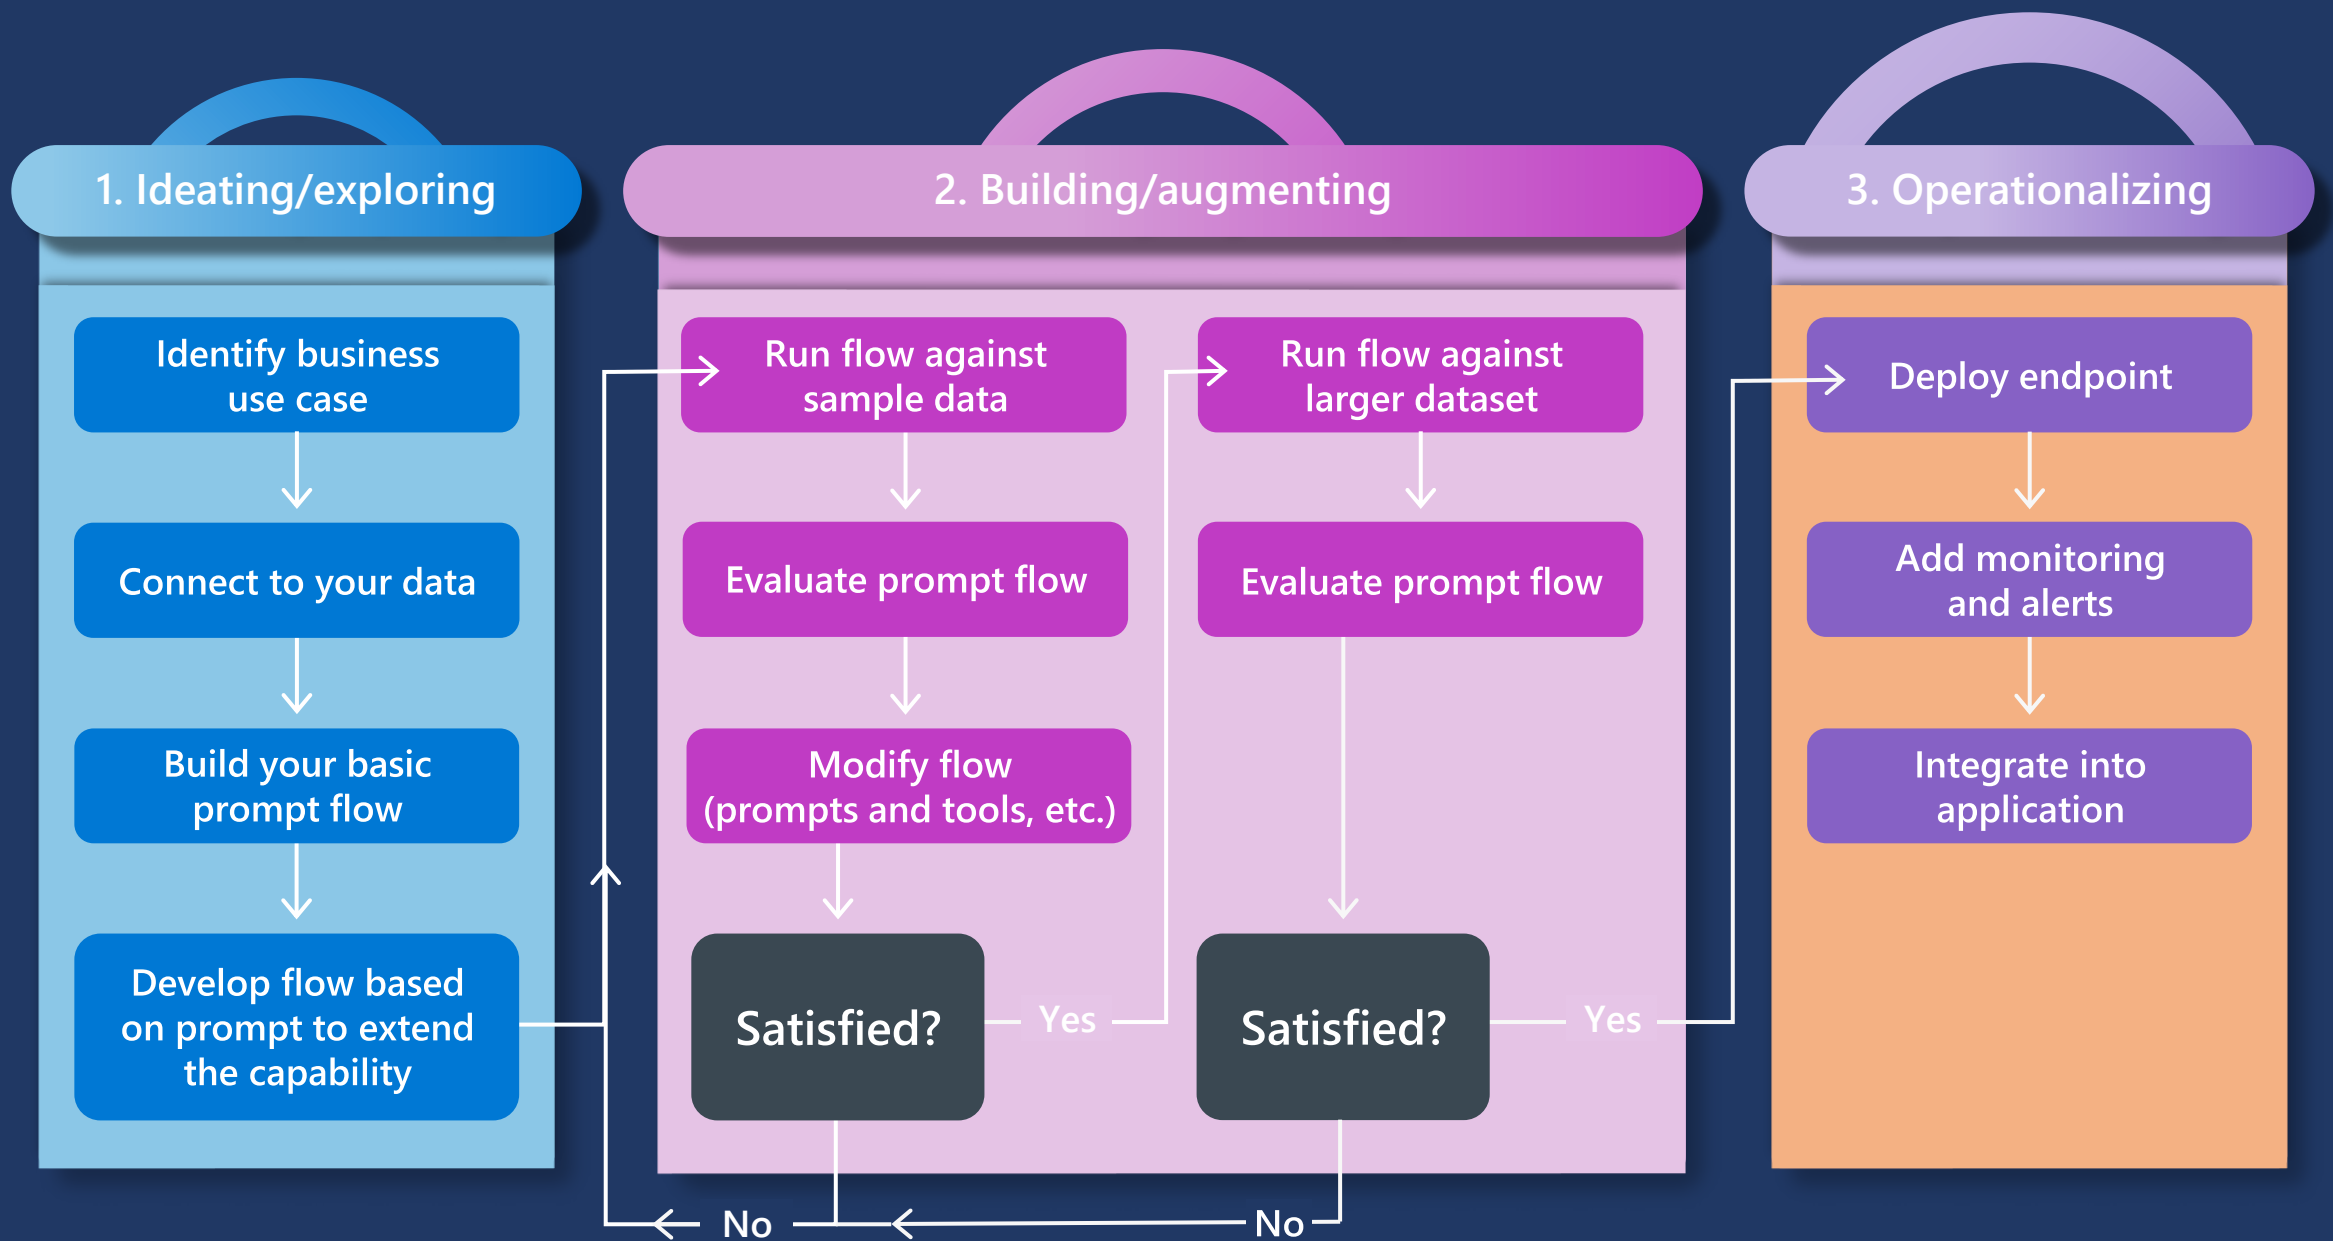 1. Ideating/exploring
Identify business
use case
Connect to your data
Build your basic
prompt flow
Develop flow based
on prompt to extend
the capability
2. Building/augmenting
Run flow against
sample data
Evaluate prompt flow
Modify flow
(prompts and tools, etc.)
Satisfied?
Yes
No
Run flow against
larger dataset
Evaluate prompt flow
Satisfied?
Yes
No
3. Operationalizing
Deploy endpoint
Add monitoring
and alerts
Integrate into
application